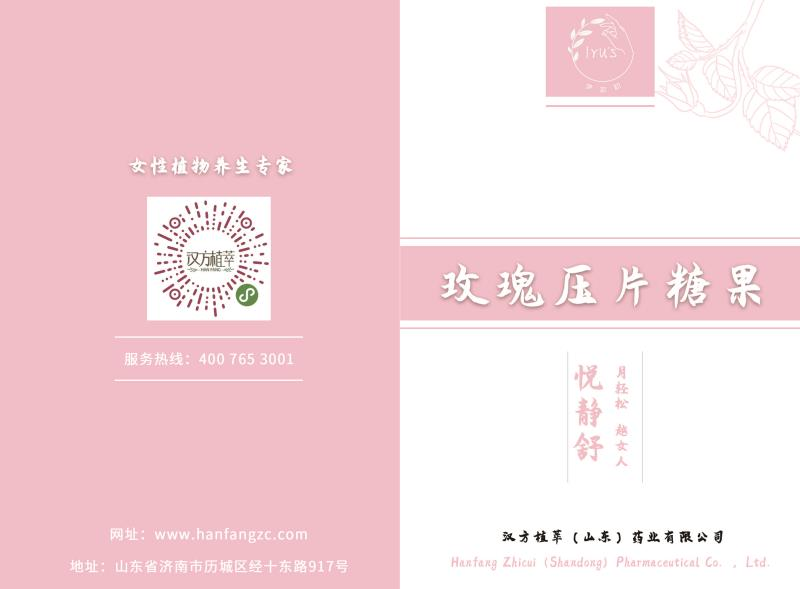 女性植物养生专家
汉方植萃
HAN FANG
服务热线：400 765 3001
网址：www.hanfangzc.com
地址：山东省济南市历城区经十东路917号
玫瑰压片糖果
悦静舒
月轻松 越女人
汉方植萃（山东）药业有限公司
Hanfang Zhicui (Shandong) Pharmaceutical Co. , Ltd.